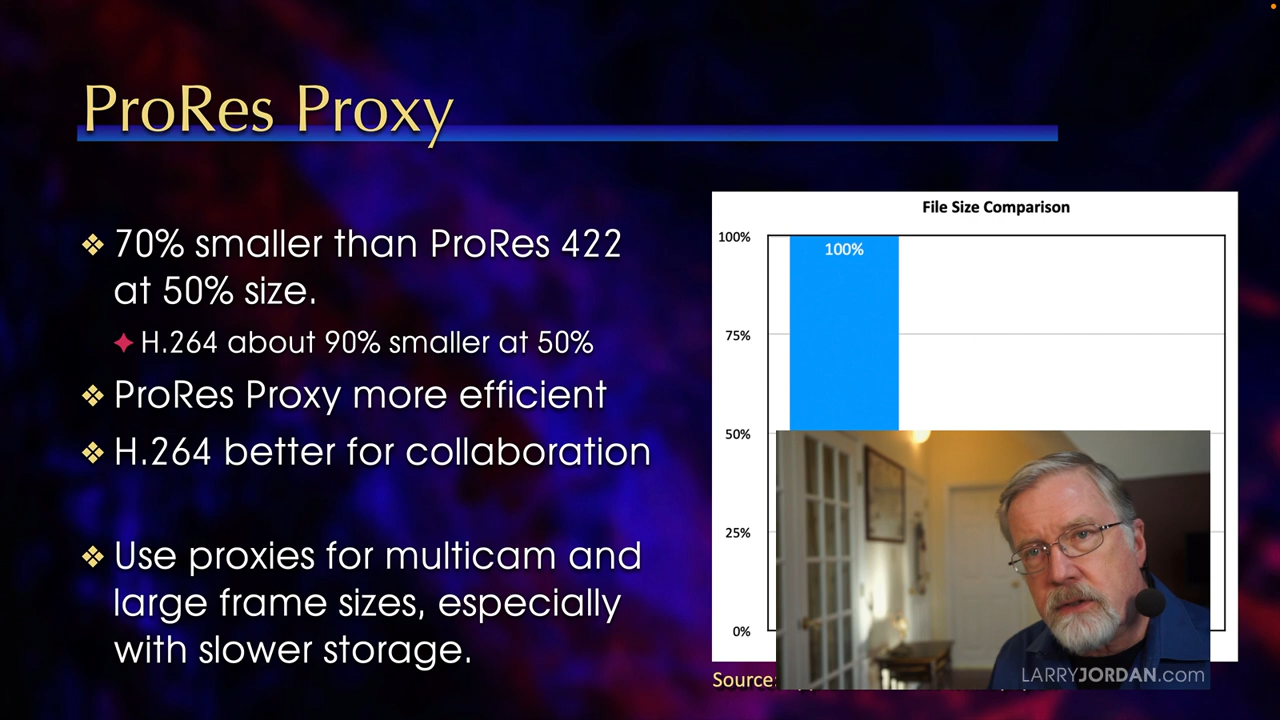 ProRes Proxy
70% smaller than ProRes 422
at 50% size.
H.264 about 90% smaller at 50%
ProRes Proxy more efficient
H.264 better for collaboration
Use proxies for multicam and
large frame sizes, especially
with slower storage.
File Size Comparison
100%
100%
75%
50%
25%
0%
Source:
LARRYJORDAN.com